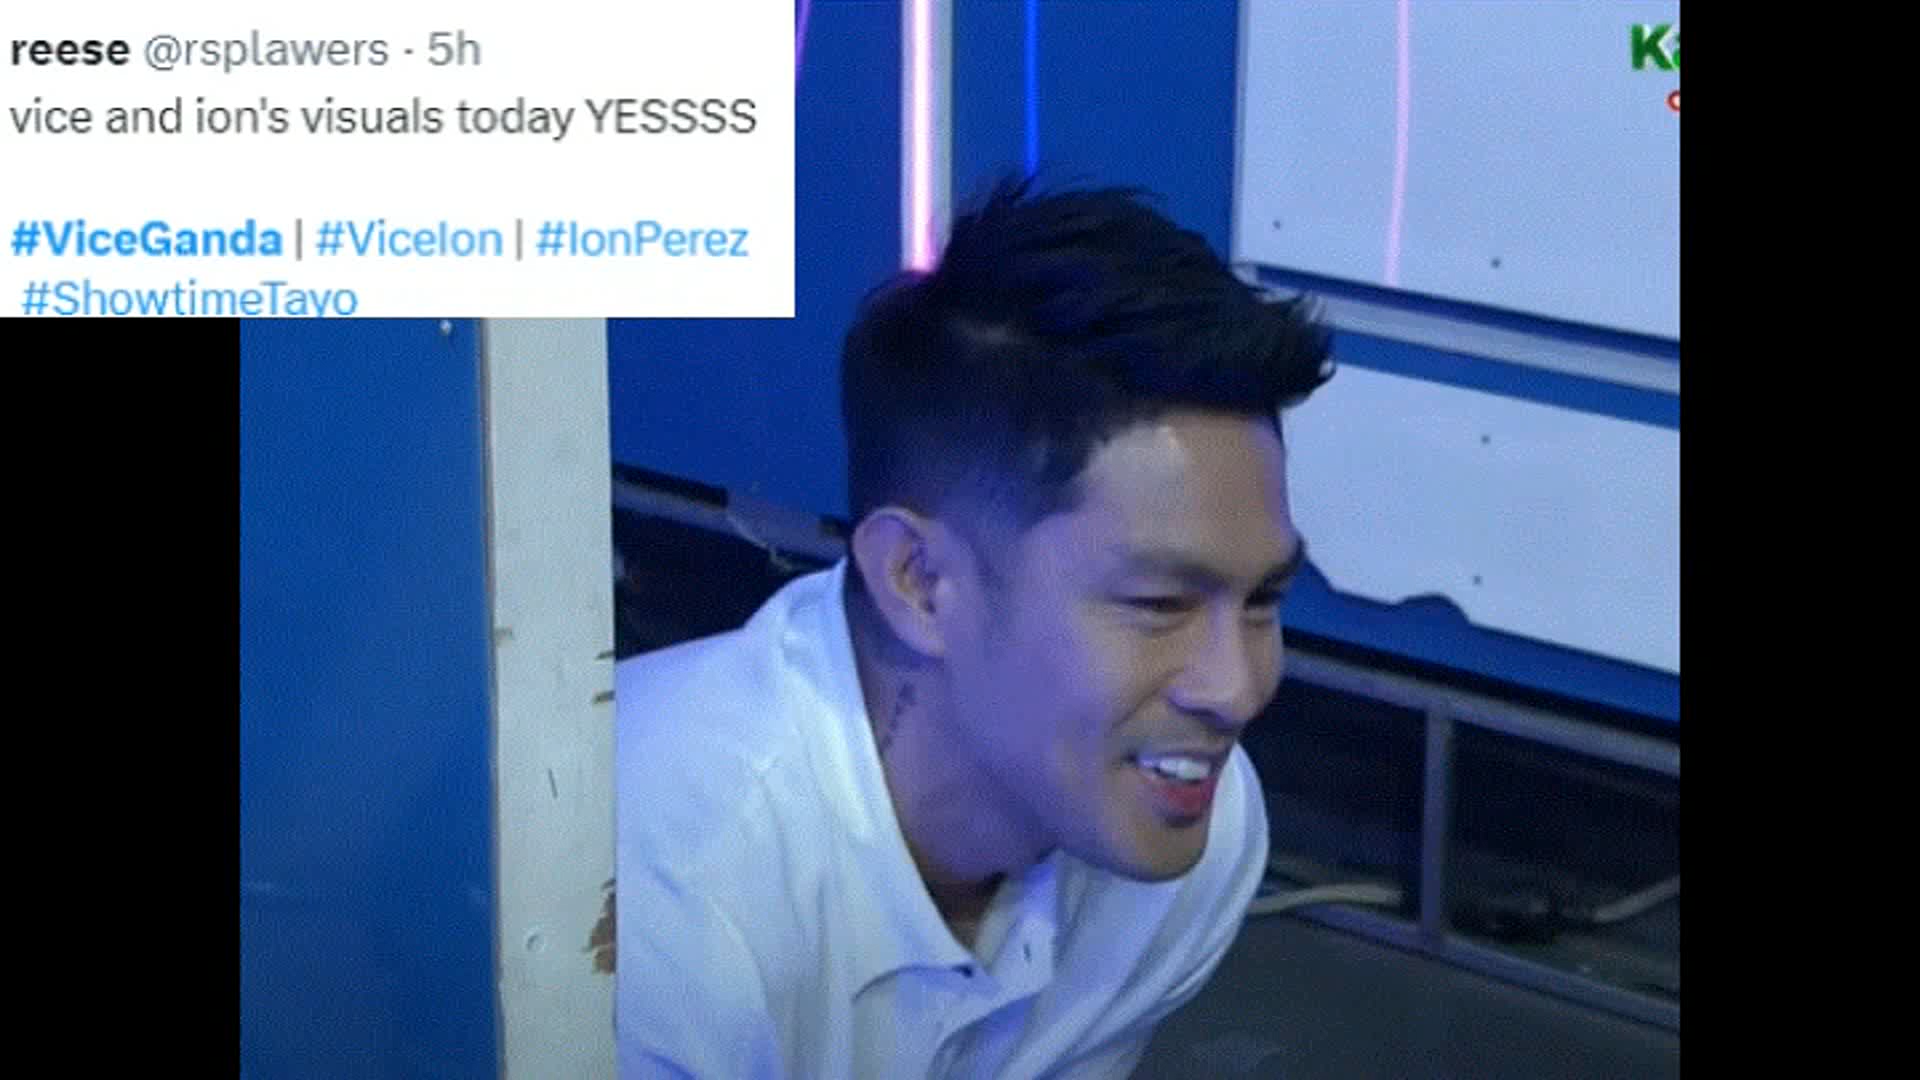 reese @rsplawers · 5h
vice and ion's visuals today YESSSS
#ViceGanda | #ViceIon | #IonPerez
#ShowtimeTayo